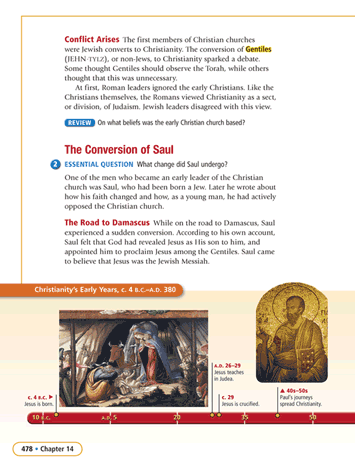 Conflict Arises The first members of Christian churches
were Jewish converts to Christianity. The conversion of Gentiles
(JEHN•TYLZ), or non-Jews, to Christianity sparked a debate.
Some thought Gentiles should observe the Torah, while others
thought that this was unnecessary.
At first, Roman leaders ignored the early Christians. Like the
Christians themselves, the Romans viewed Christianity as a sect,
or division, of Judaism. Jewish leaders disagreed with this view.
REVIEW On what beliefs was the early Christian church based?
The Conversion of Saul
2 ESSENTIAL QUESTION What change did Saul undergo?
One of the men who became an early leader of the Christian
church was Saul, who had been born a Jew. Later he wrote about
how his faith changed and how, as a young man, he had actively
opposed the Christian church.
The Road to Damascus While on the road to Damascus, Saul
experienced a sudden conversion. According to his own account,
Saul felt that God had revealed Jesus as His son to him, and
appointed him to proclaim Jesus among the Gentiles. Saul came
to believe that Jesus was the Jewish Messiah.
Christianity's Early Years, c. 4 B.C.–A.D. 380
c. 4 B.C. ▶
Jesus is born.
A.D. 26–29
Jesus teaches
in Judea.
c. 29
Jesus is crucified.
▲ 40s–50s
Paul's journeys
spread Christianity.
10 B.C.
A.D. 5
20
35
50
478 • Chapter 14